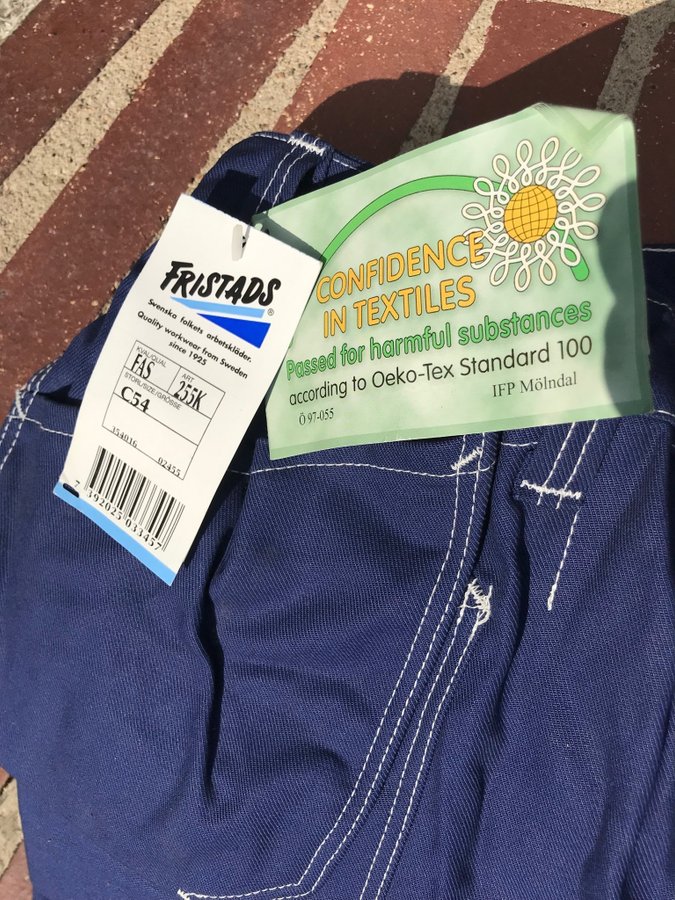 FRISTADS®
Svenska folkets arbetskläder.
Quality workwear from Sweden
since 1925
KVAL/QUAL ART
FAS 255K
STORL/SIZE/GRÖSSE
C54
354016 02455
7 392025 033457
CONFIDENCE
IN TEXTILES
Passed for harmful substances
according to Oeko-Tex Standard 100
Ö 97-055 IFP Mölndal